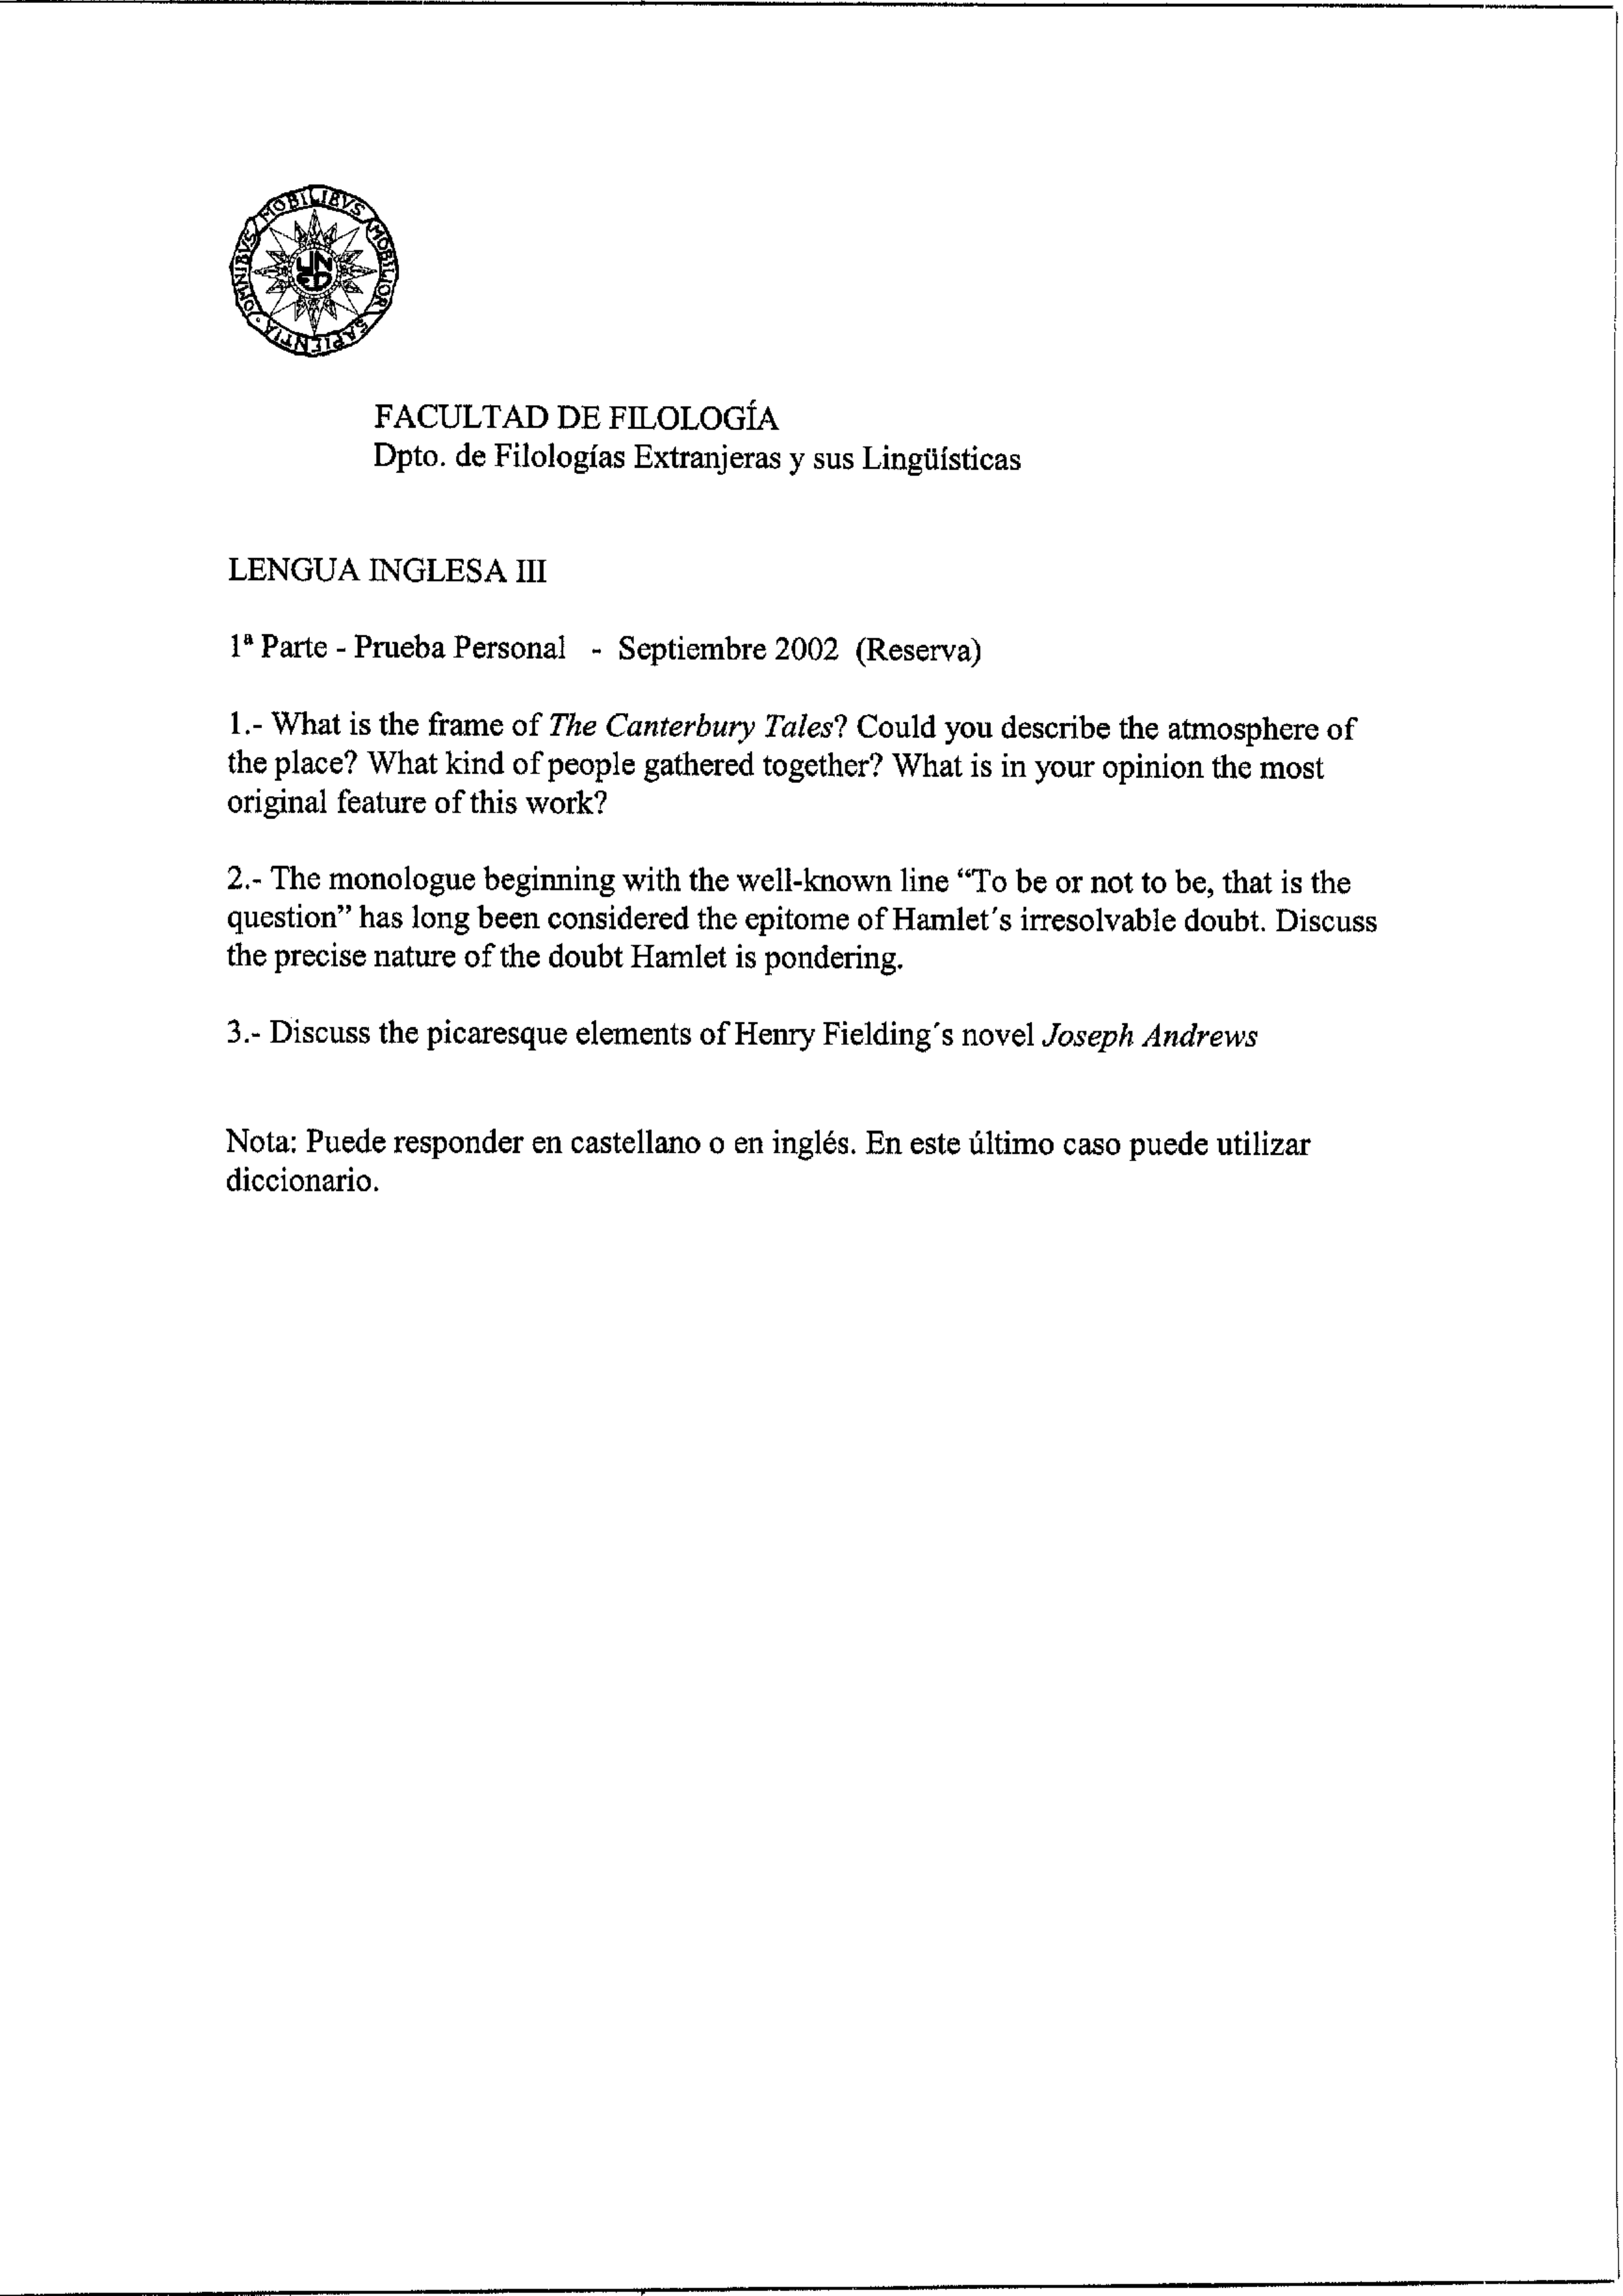 OMNIBVS MOBILIBVS MOBILIOR SAPIENTIA
UNED
FACULTAD DE FILOLOGÍA
Dpto. de Filologías Extranjeras y sus Lingüísticas
LENGUA INGLESA III
1ª Parte - Prueba Personal - Septiembre 2002 (Reserva)
1.- What is the frame of The Canterbury Tales? Could you describe the atmosphere of
the place? What kind of people gathered together? What is in your opinion the most
original feature of this work?
2.- The monologue beginning with the well-known line “To be or not to be, that is the
question” has long been considered the epitome of Hamlet´s irresolvable doubt. Discuss
the precise nature of the doubt Hamlet is pondering.
3.- Discuss the picaresque elements of Henry Fielding´s novel Joseph Andrews
Nota: Puede responder en castellano o en inglés. En este último caso puede utilizar
diccionario.